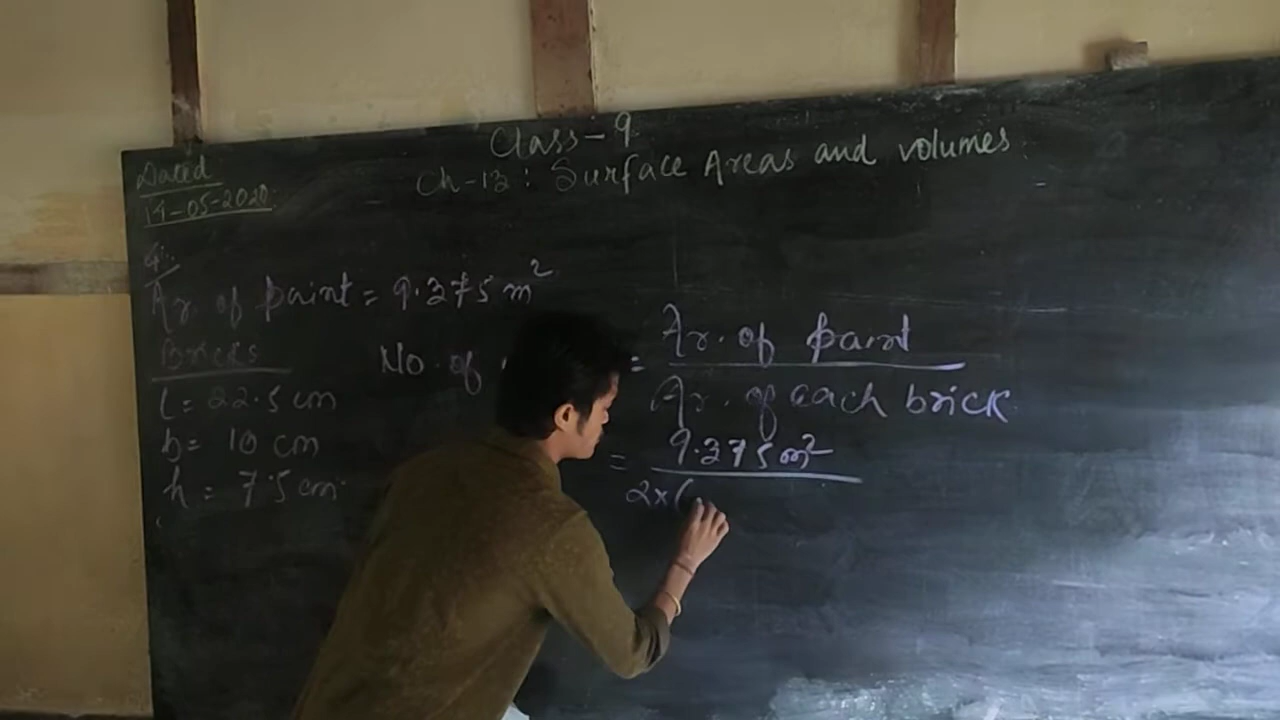 Class-9
Ch-13: Surface Areas and volumes
Dated
14-05-2020
4.
Ar. of paint = 9.375 m²
Bricks
l = 22.5 cm
b = 10 cm
h = 7.5 cm
No. of = Ar. of paint
Ar. of each brick
= 9.375 m²
2x(